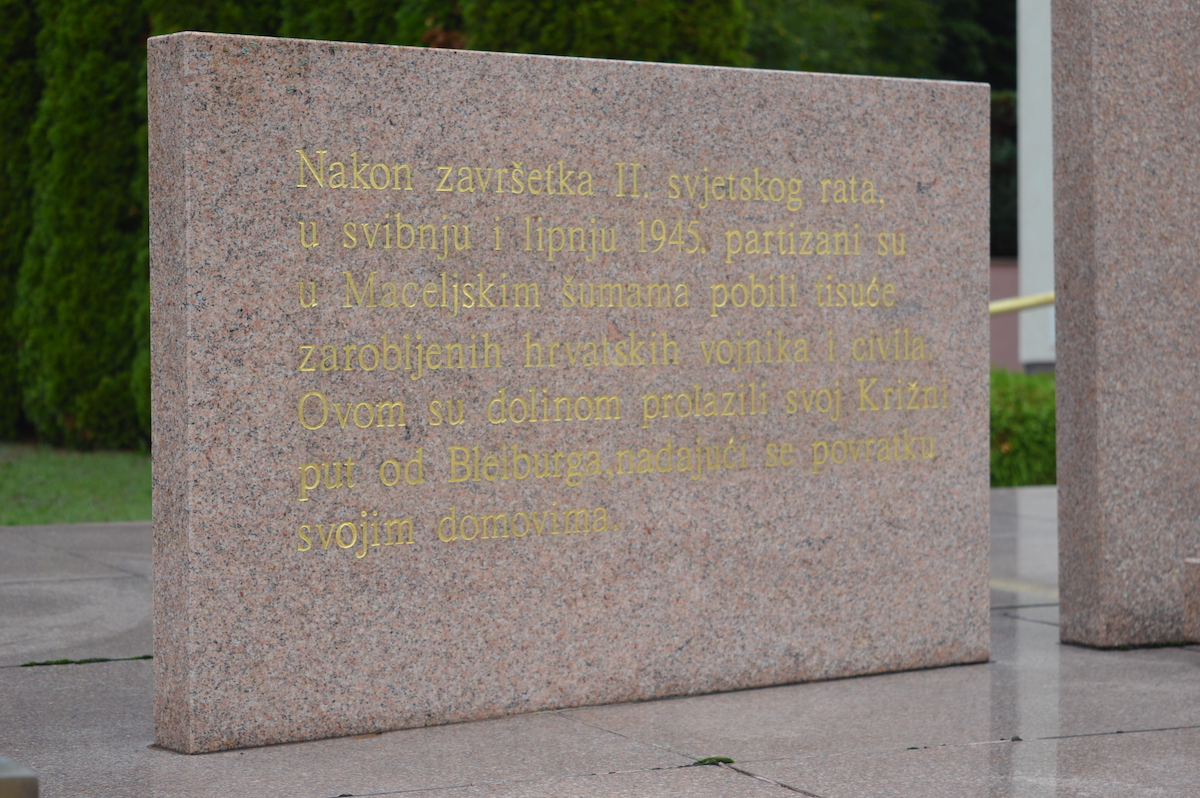 Nakon završetka II. svjetskog rata,
u svibnju i lipnju 1945. partizani su
u Maceljskim šumama pobili tisuće
zarobljenih hrvatskih vojnika i civila.
Ovom su dolinom prolazili svoj Križni
put od Bleiburga,nadajući se povratku
svojim domovima.